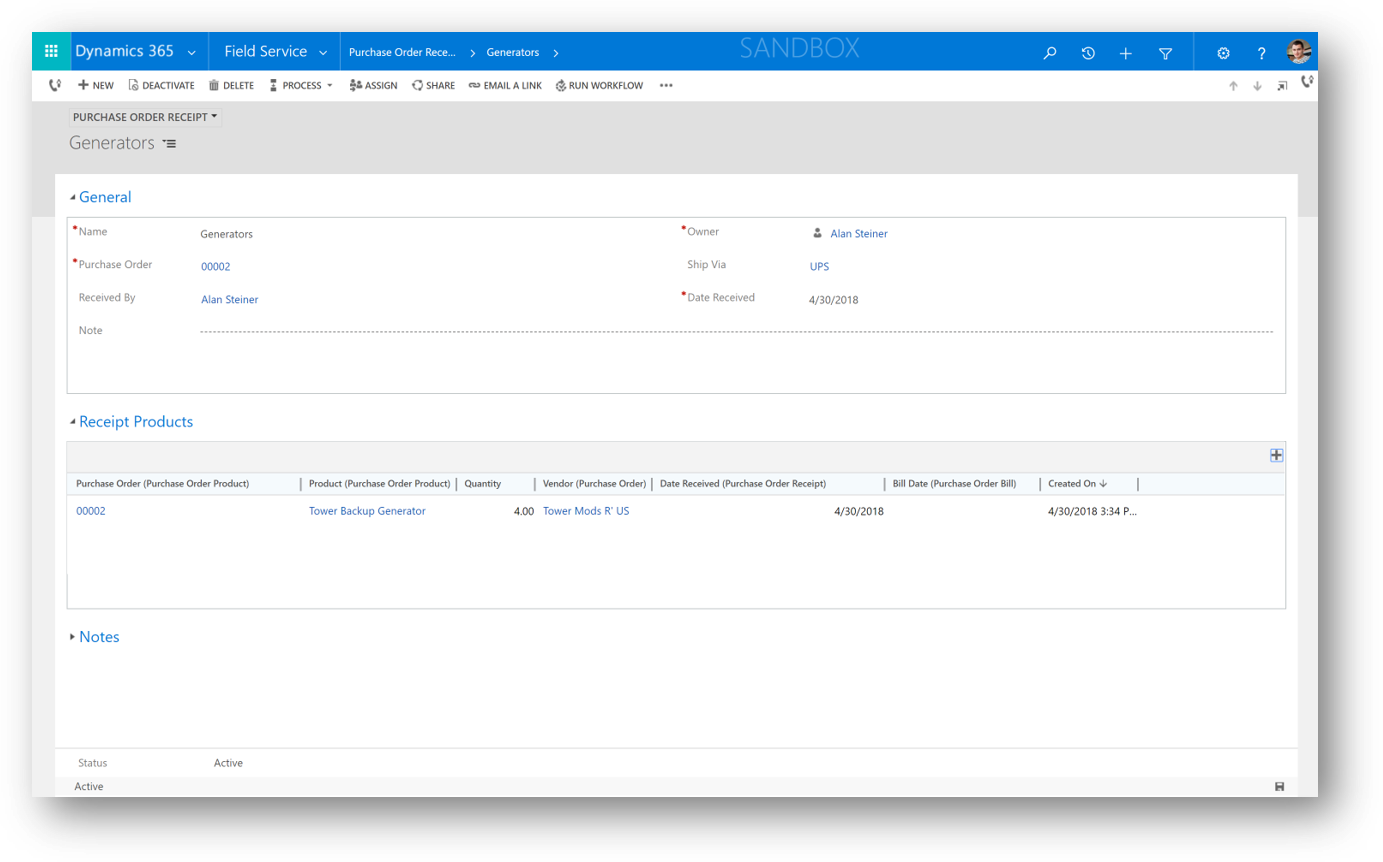 Dynamics 365 Field Service Purchase Order Rece... Generators SANDBOX
NEW DEACTIVATE DELETE PROCESS ASSIGN SHARE EMAIL A LINK RUN WORKFLOW ...
PURCHASE ORDER RECEIPT
Generators
General
*Name Generators *Owner Alan Steiner
*Purchase Order 00002 Ship Via UPS
Received By Alan Steiner *Date Received 4/30/2018
Note
Receipt Products
Purchase Order (Purchase Order Product) Product (Purchase Order Product) Quantity Vendor (Purchase Order) Date Received (Purchase Order Receipt) Bill Date (Purchase Order Bill) Created On
00002 Tower Backup Generator 4.00 Tower Mods R' US 4/30/2018 4/30/2018 3:34 P...
Notes
Status Active
Active